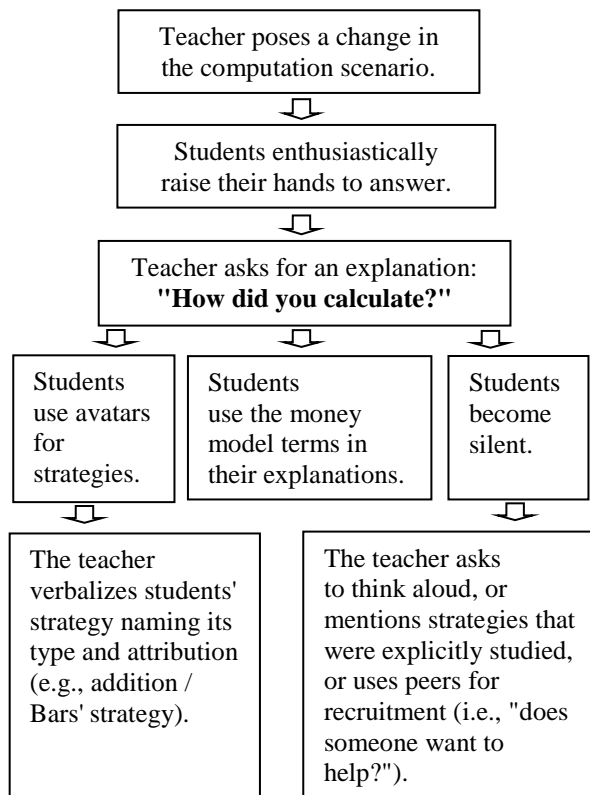 Teacher poses a change in
the computation scenario.
Students enthusiastically
raise their hands to answer.
Teacher asks for an explanation:
"How did you calculate?"
Students
use avatars
for
strategies.
Students
use the money
model terms in
their explanations.
Students
become
silent.
The teacher
verbalizes students'
strategy naming its
type and attribution
(e.g., addition /
Bars' strategy).
The teacher asks
to think aloud, or
mentions strategies that
were explicitly studied,
or uses peers for
recruitment (i.e., "does
someone want to
help?").